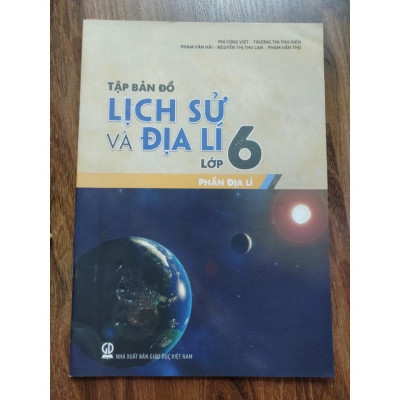 PHÍ CÔNG VIỆT - TRƯƠNG THỊ THU HIỀN
PHẠM VĂN HẢI - NGUYỄN THỊ THU LAN - PHẠM VĂN THỌ
TẬP BẢN ĐỒ
LỊCH SỬ
VÀ ĐỊA LÍ
LỚP 6
PHẦN ĐỊA LÍ
NHÀ XUẤT BẢN GIÁO DỤC VIỆT NAM